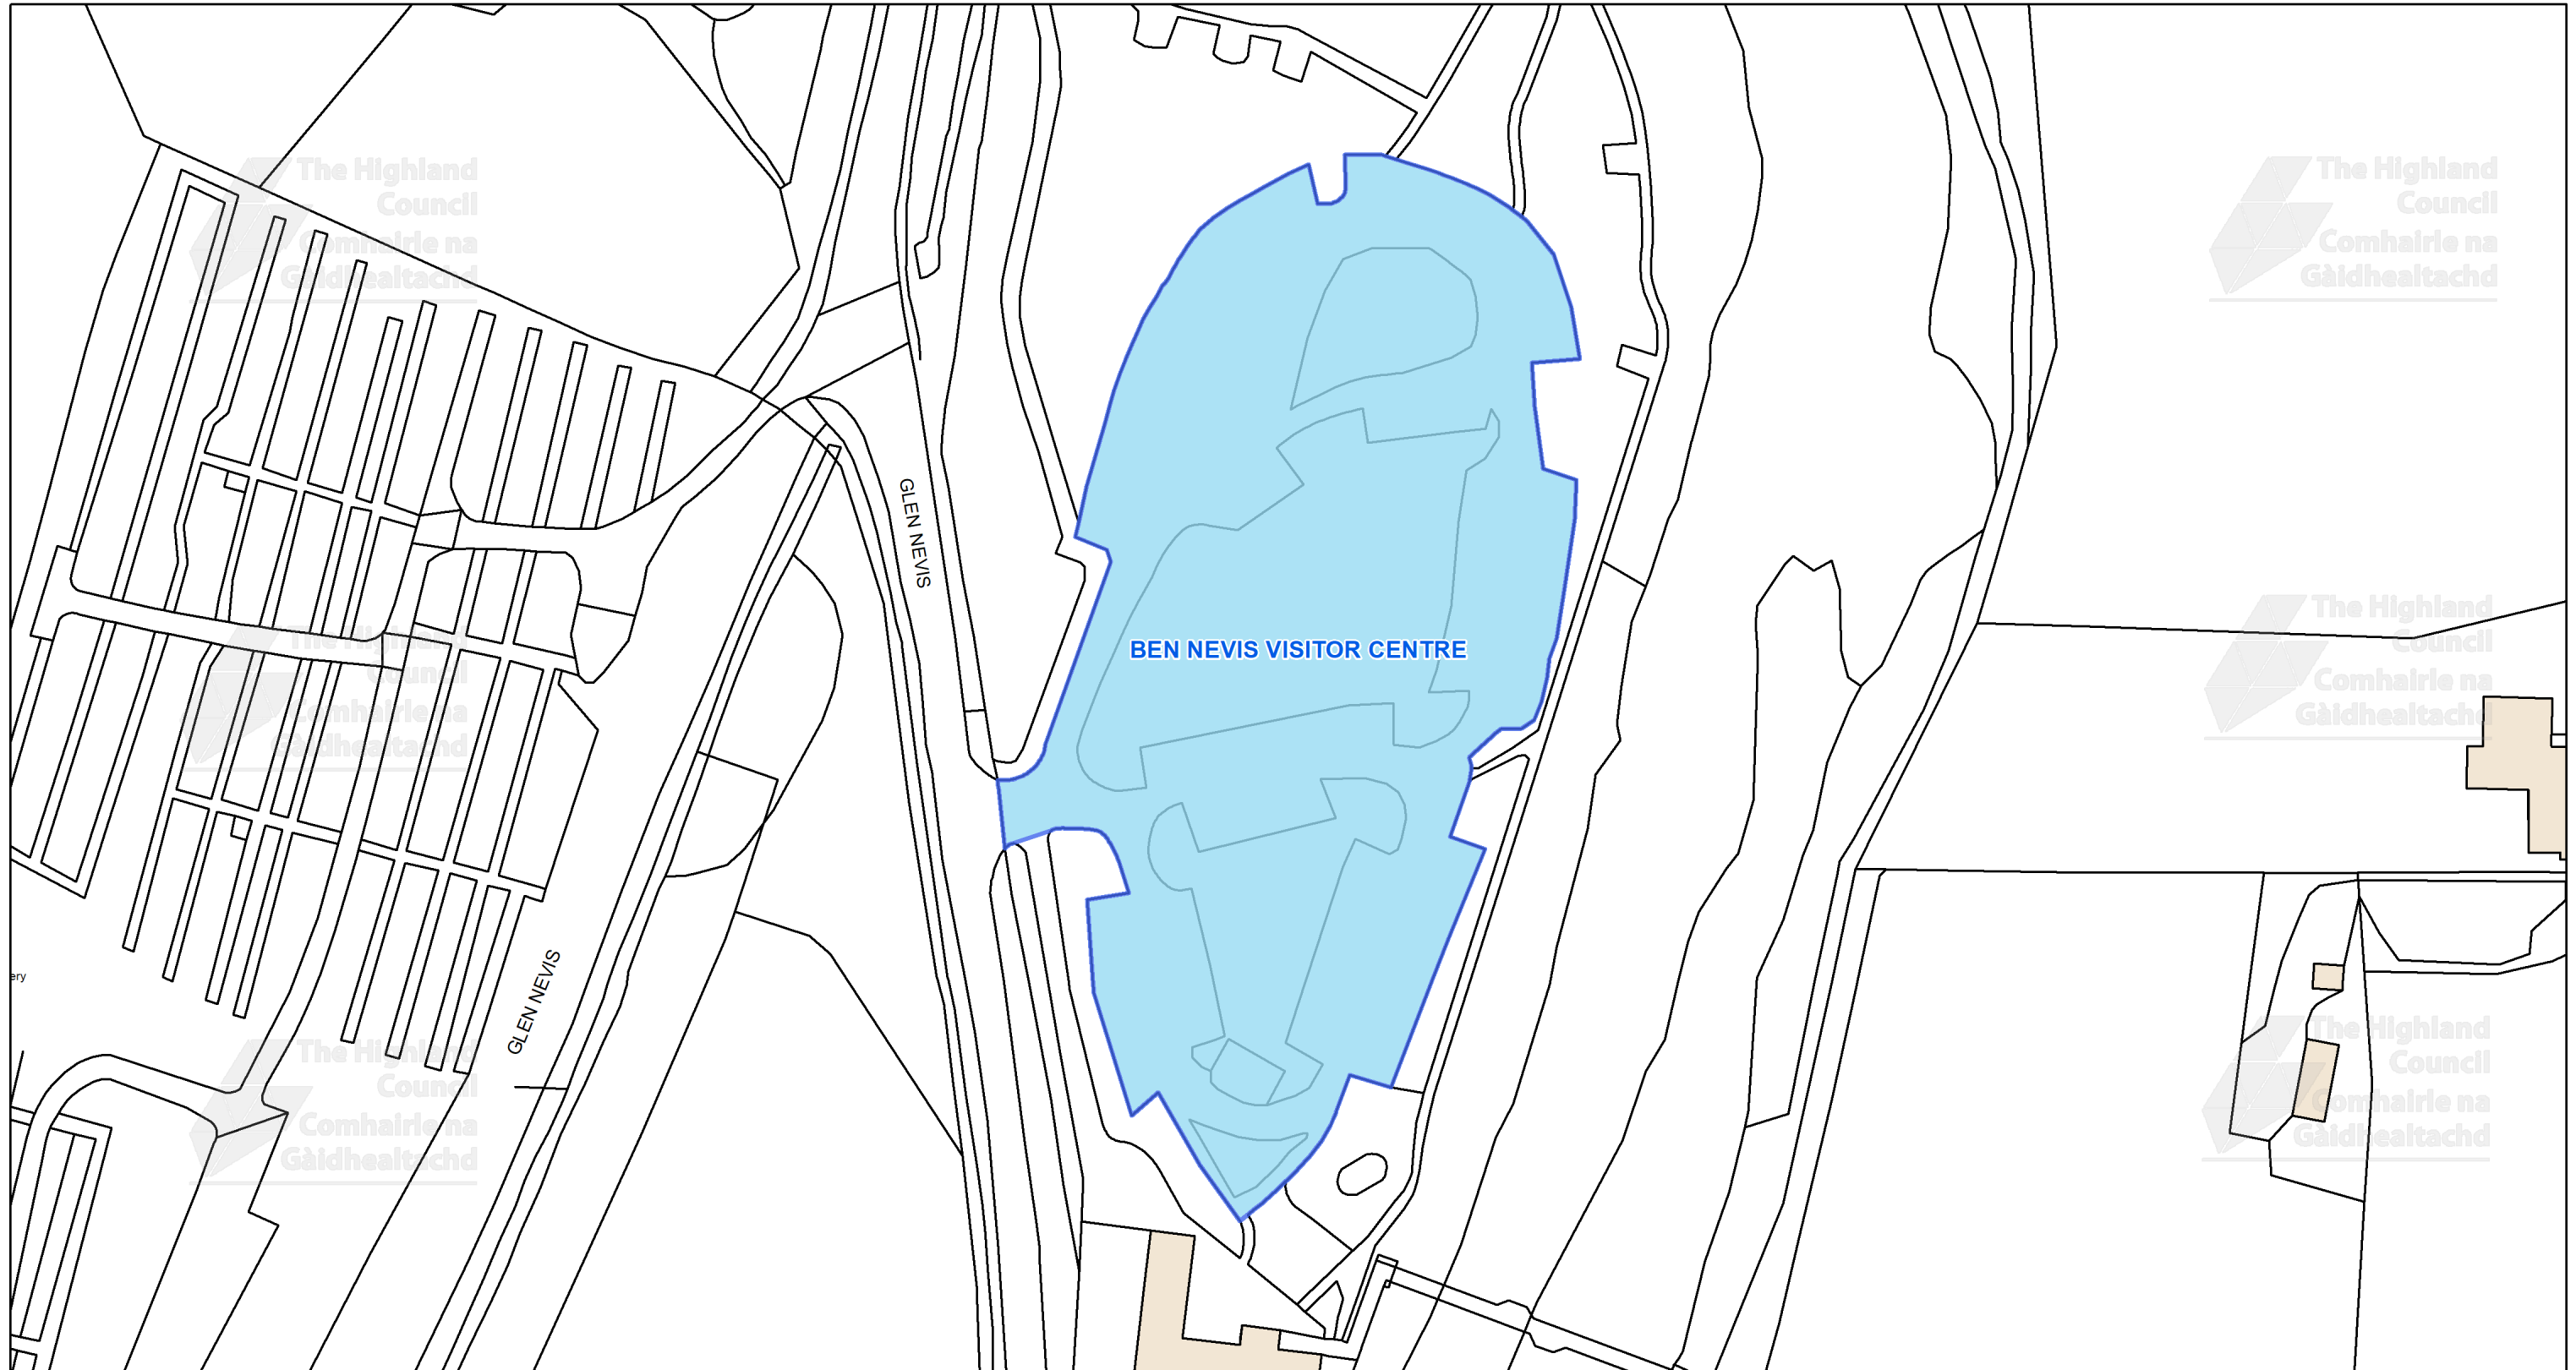 The Highland
Council
Comhairle na
Gàidhealtachd
The Highland
Council
Comhairle na
Gàidhealtachd
GLEN NEVIS
The Highland
Council
Comhairle na
Gàidhealtachd
BEN NEVIS VISITOR CENTRE
The Highland
Council
Comhairle na
Gàidhealtachd
ery
GLEN NEVIS
The Highland
Council
Comhairle na
Gàidhealtachd
The Highland
Council
Comhairle na
Gàidhealtachd